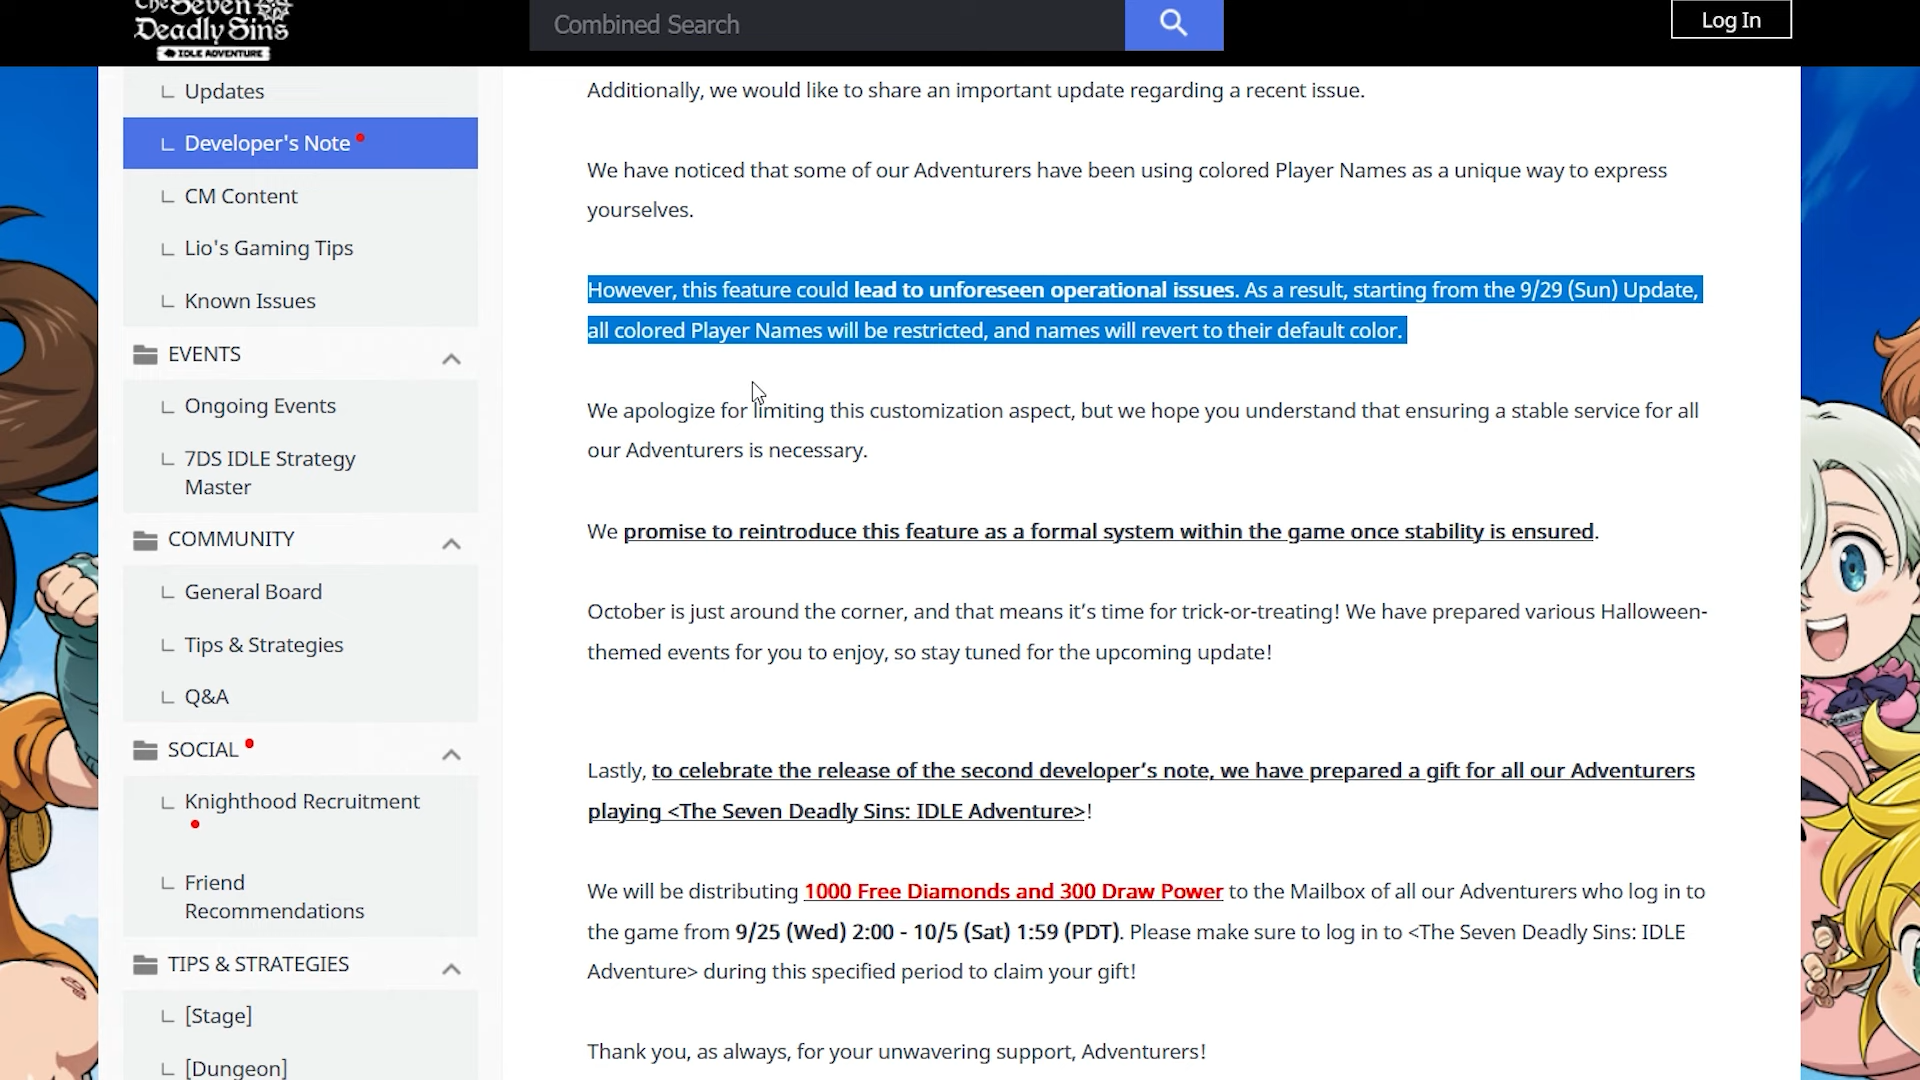 The Seven
Deadly Sins
IDLE ADVENTURE
Combined Search
Log In
Updates
Developer's Note
CM Content
Lio's Gaming Tips
Known Issues
EVENTS
Ongoing Events
7DS IDLE Strategy
Master
COMMUNITY
General Board
Tips & Strategies
Q&A
SOCIAL
Knighthood Recruitment
Friend
Recommendations
TIPS & STRATEGIES
[Stage]
[Dungeon]
Additionally, we would like to share an important update regarding a recent issue.
We have noticed that some of our Adventurers have been using colored Player Names as a unique way to express
yourselves.
However, this feature could lead to unforeseen operational issues. As a result, starting from the 9/29 (Sun) Update,
all colored Player Names will be restricted, and names will revert to their default color.
We apologize for limiting this customization aspect, but we hope you understand that ensuring a stable service for all
our Adventurers is necessary.
We promise to reintroduce this feature as a formal system within the game once stability is ensured.
October is just around the corner, and that means it’s time for trick-or-treating! We have prepared various Halloween-
themed events for you to enjoy, so stay tuned for the upcoming update!
Lastly, to celebrate the release of the second developer’s note, we have prepared a gift for all our Adventurers
playing <The Seven Deadly Sins: IDLE Adventure>!
We will be distributing 1000 Free Diamonds and 300 Draw Power to the Mailbox of all our Adventurers who log in to
the game from 9/25 (Wed) 2:00 - 10/5 (Sat) 1:59 (PDT). Please make sure to log in to <The Seven Deadly Sins: IDLE
Adventure> during this specified period to claim your gift!
Thank you, as always, for your unwavering support, Adventurers!